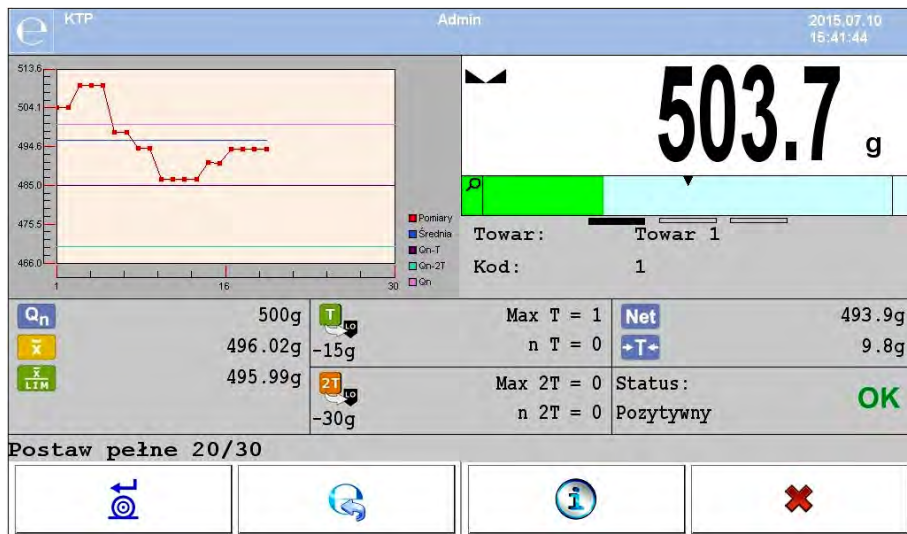 e KTP Admin 2015.07.10
15:41:44
513.6
504.1
494.6
485.0
475.5
466.0
1 16 30
Pomiary
Średnia
Qn-T
Qn-2T
Qn
503.7 g
Towar: Towar 1
Kod: 1
Qn 500g
x̄ 496.02g
x̄ LIM 495.99g
T LO -15g
Max T = 1
n T = 0
2T LO -30g
Max 2T = 0
n 2T = 0
Net 493.9g
→T← 9.8g
Status: OK
Pozytywny
Postaw pełne 20/30
i